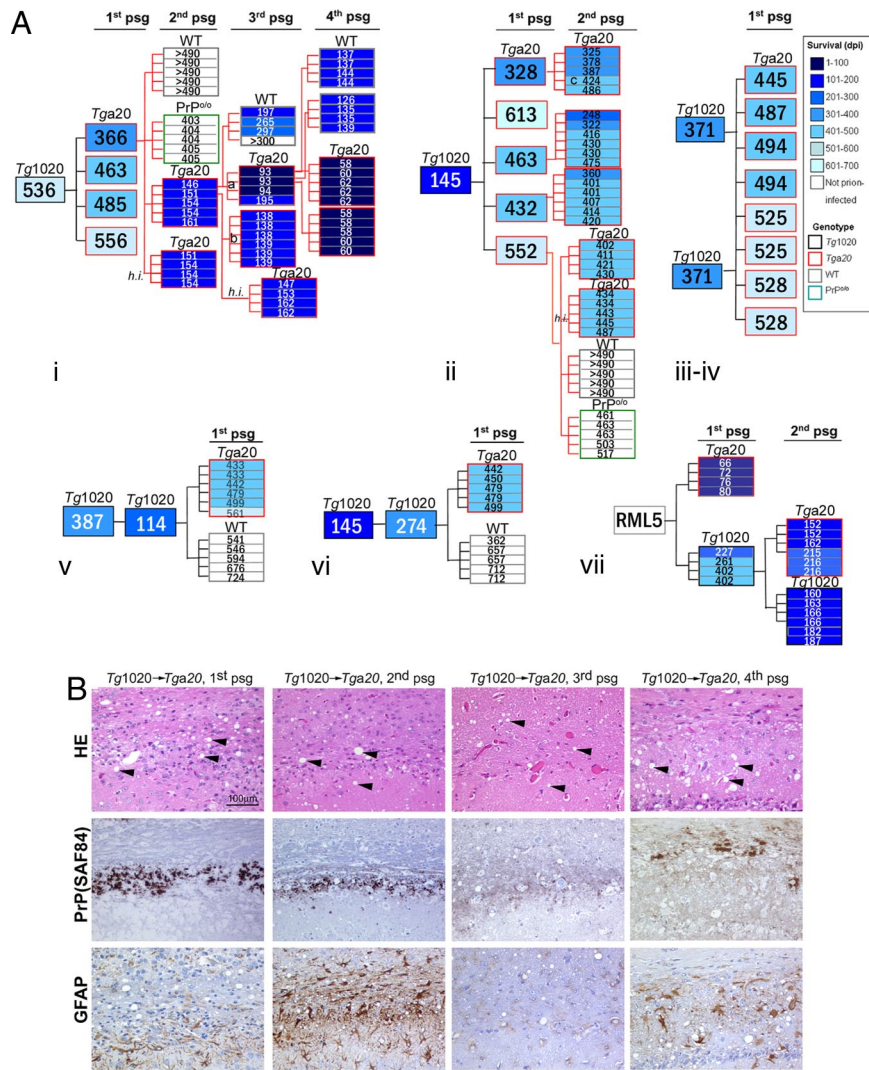 A
1st psg 2nd psg 3rd psg 4th psg
Tg1020
536
Tga20
366
463
485
556
WT
>490
>490
>490
>490
>490
PrPo/o
403
404
404
405
405
Tga20
146
151
154
154
161
Tga20
h.i.
151
154
154
154
WT
197
265
297
>300
Tga20
a
93
93
94
195
b
138
138
138
139
139
139
Tga20
h.i.
147
153
162
162
WT
137
137
144
144
126
135
135
139
Tga20
58
60
62
62
62
58
58
58
60
60
i
1st psg 2nd psg
Tg1020
145
Tga20
328
613
463
432
552
Tga20
325
378
387
c 424
486
248
322
416
430
430
475
360
401
401
407
414
420
Tga20
402
411
421
430
Tga20
h.i.
434
434
443
445
487
WT
>490
>490
>490
>490
>490
PrPo/o
461
463
463
503
517
ii
1st psg
Tg1020
371
Tg1020
371
Tga20
445
487
494
494
525
525
528
528
iii-iv
Survival (dpi)
1-100
101-200
201-300
301-400
401-500
501-600
601-700
Not prion-
infected
Genotype
Tg1020
Tga20
WT
PrPo/o
1st psg
Tg1020
387
Tg1020
114
Tga20
433
433
442
479
499
561
WT
541
546
594
676
724
v
1st psg
Tg1020
145
Tg1020
274
Tga20
442
450
479
479
499
WT
362
657
657
712
712
vi
1st psg 2nd psg
RML5
Tga20
66
72
76
80
Tg1020
227
261
402
402
Tga20
152
152
162
215
216
216
Tg1020
160
163
166
166
182
187
vii
B
Tg1020→Tga20, 1st psg Tg1020→Tga20, 2nd psg Tg1020→Tga20, 3rd psg Tg1020→Tga20, 4th psg
HE
100µm
PrP(SAF84)
GFAP